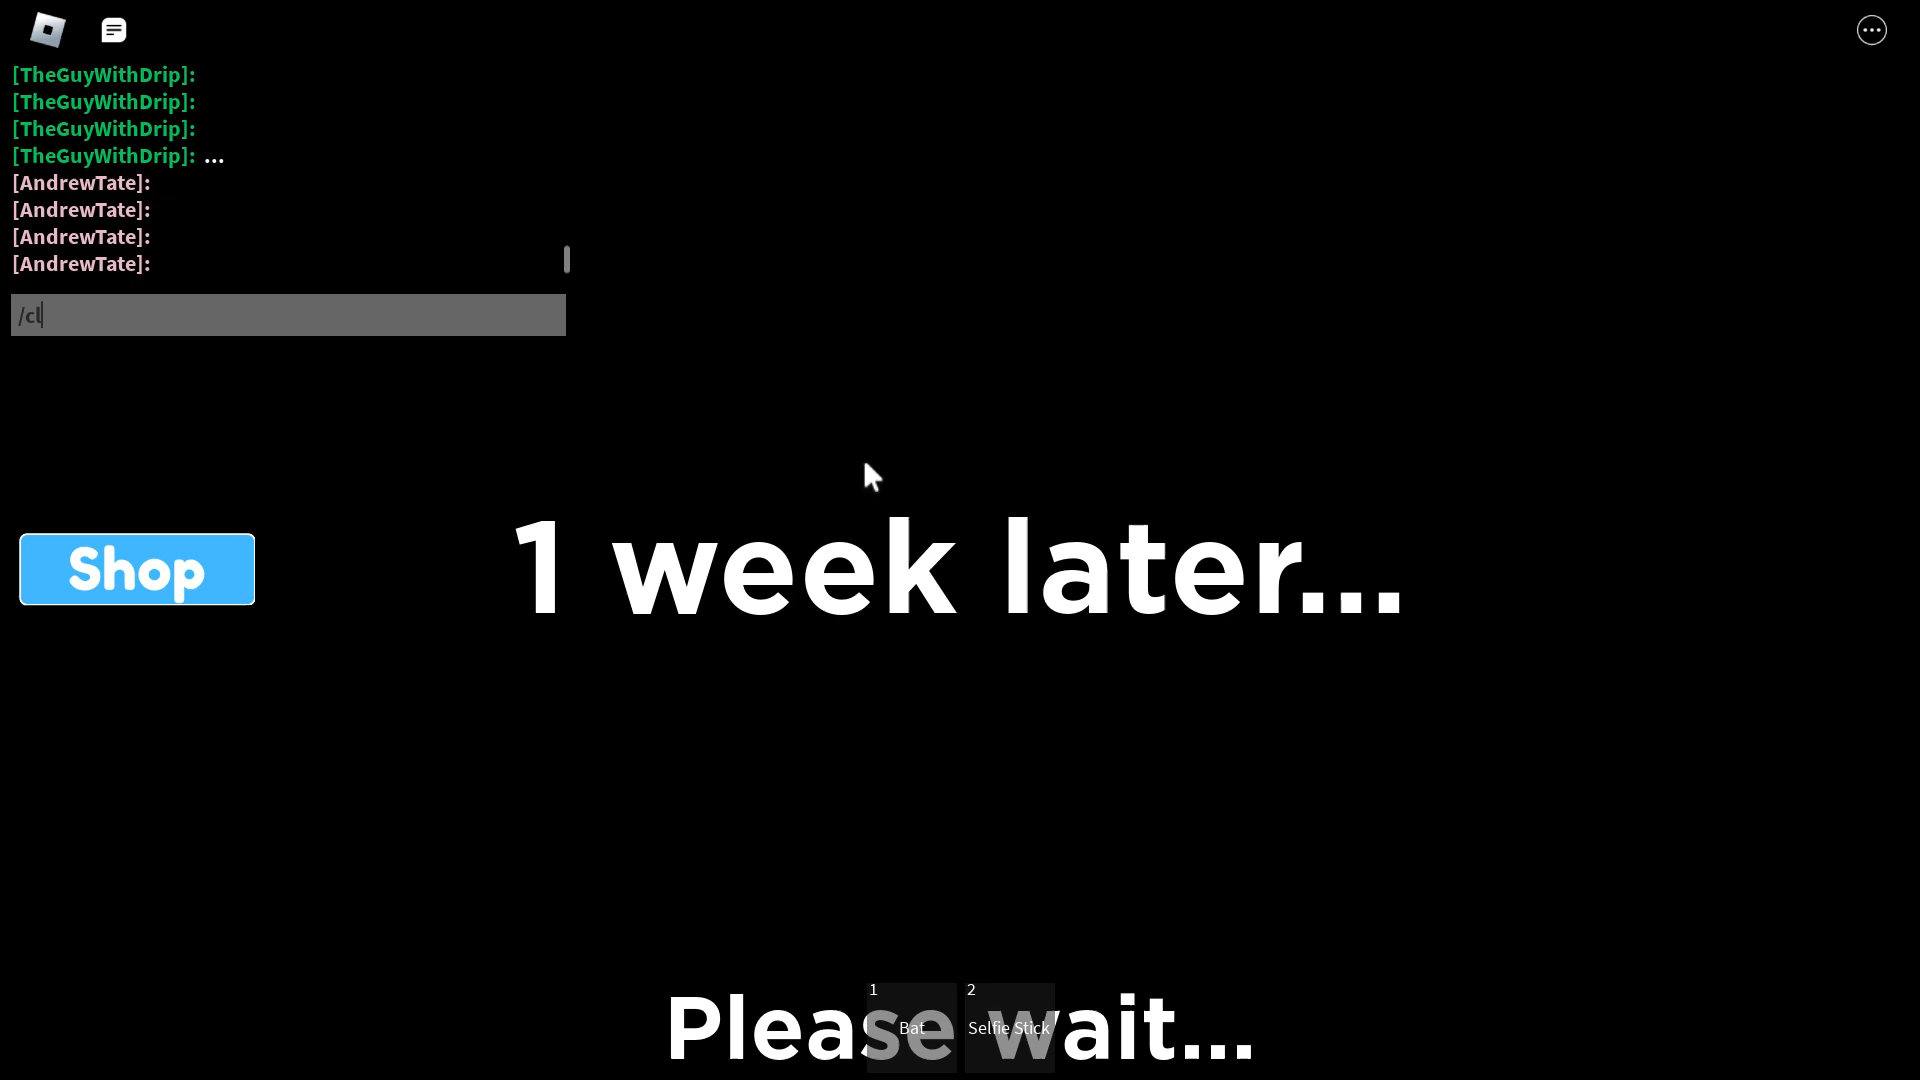 [TheGuyWithDrip]:
[TheGuyWithDrip]:
[TheGuyWithDrip]:
[TheGuyWithDrip]: ...
[AndrewTate]:
[AndrewTate]:
[AndrewTate]:
[AndrewTate]:
/cl
Shop
1 week later...
Please wait...
1
Bat
2
Selfie Stick